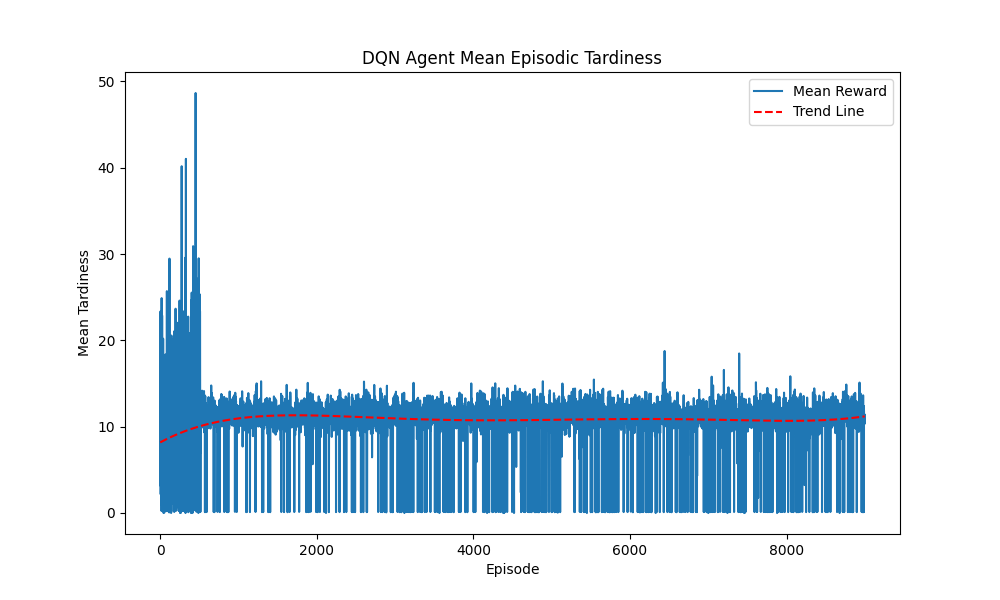 DQN Agent Mean Episodic Tardiness
Mean Reward
Trend Line
50
40
30
20
10
0
Mean Tardiness
0 2000 4000 6000 8000
Episode